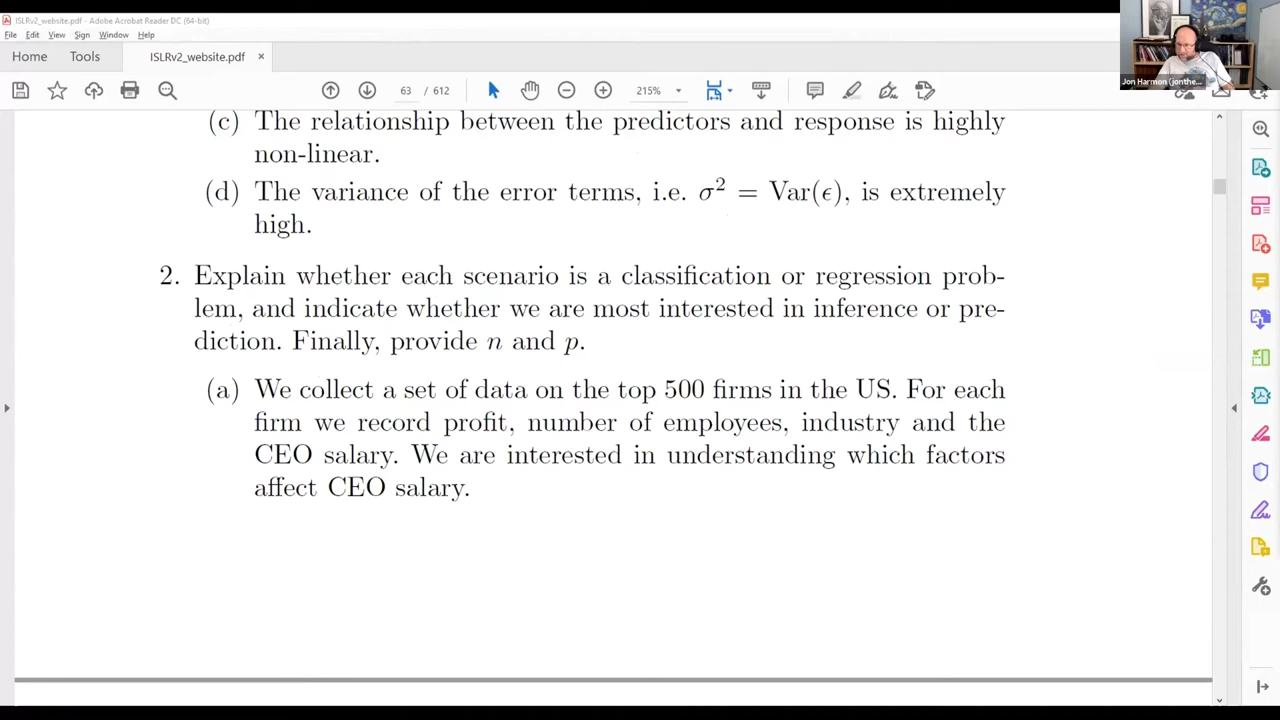 ISLRv2_website.pdf - Adobe Acrobat Reader DC (64-bit)
File Edit View Sign Window Help
Home Tools ISLRv2_website.pdf ×
63 612 215%
Jon Harmon (jonthe...
(c) The relationship between the predictors and response is highly
non-linear.
(d) The variance of the error terms, i.e. σ² = Var(ϵ), is extremely
high.
2. Explain whether each scenario is a classification or regression prob-
lem, and indicate whether we are most interested in inference or pre-
diction. Finally, provide n and p.
(a) We collect a set of data on the top 500 firms in the US. For each
firm we record profit, number of employees, industry and the
CEO salary. We are interested in understanding which factors
affect CEO salary.